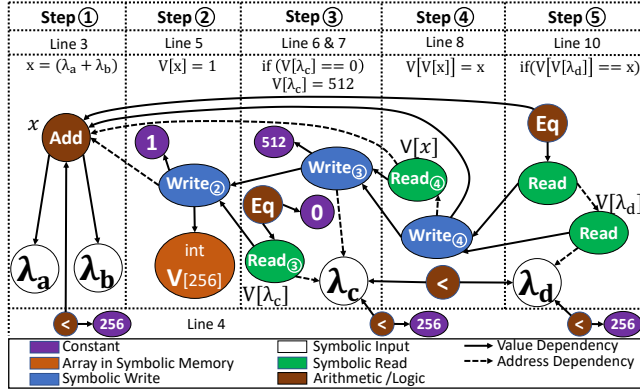 Step ① Step ② Step ③ Step ④ Step ⑤
Line 3 Line 5 Line 6 & 7 Line 8 Line 10
x = (λa + λb) V[x] = 1 if (V[λc] == 0) V[V[x]] = x if(V[V[λd]] == x)
V[λc] = 512
x Add 1 Write② 512 Write③ V[x] Read④ Eq
Eq 0 Write④ Read V[λd]
int V[256] Read③ V[λc] Read
λa λb λc < λd
< 256 Line 4 < 256 < 256
Constant Symbolic Input Value Dependency
Array in Symbolic Memory Symbolic Read Address Dependency
Symbolic Write Arithmetic /Logic